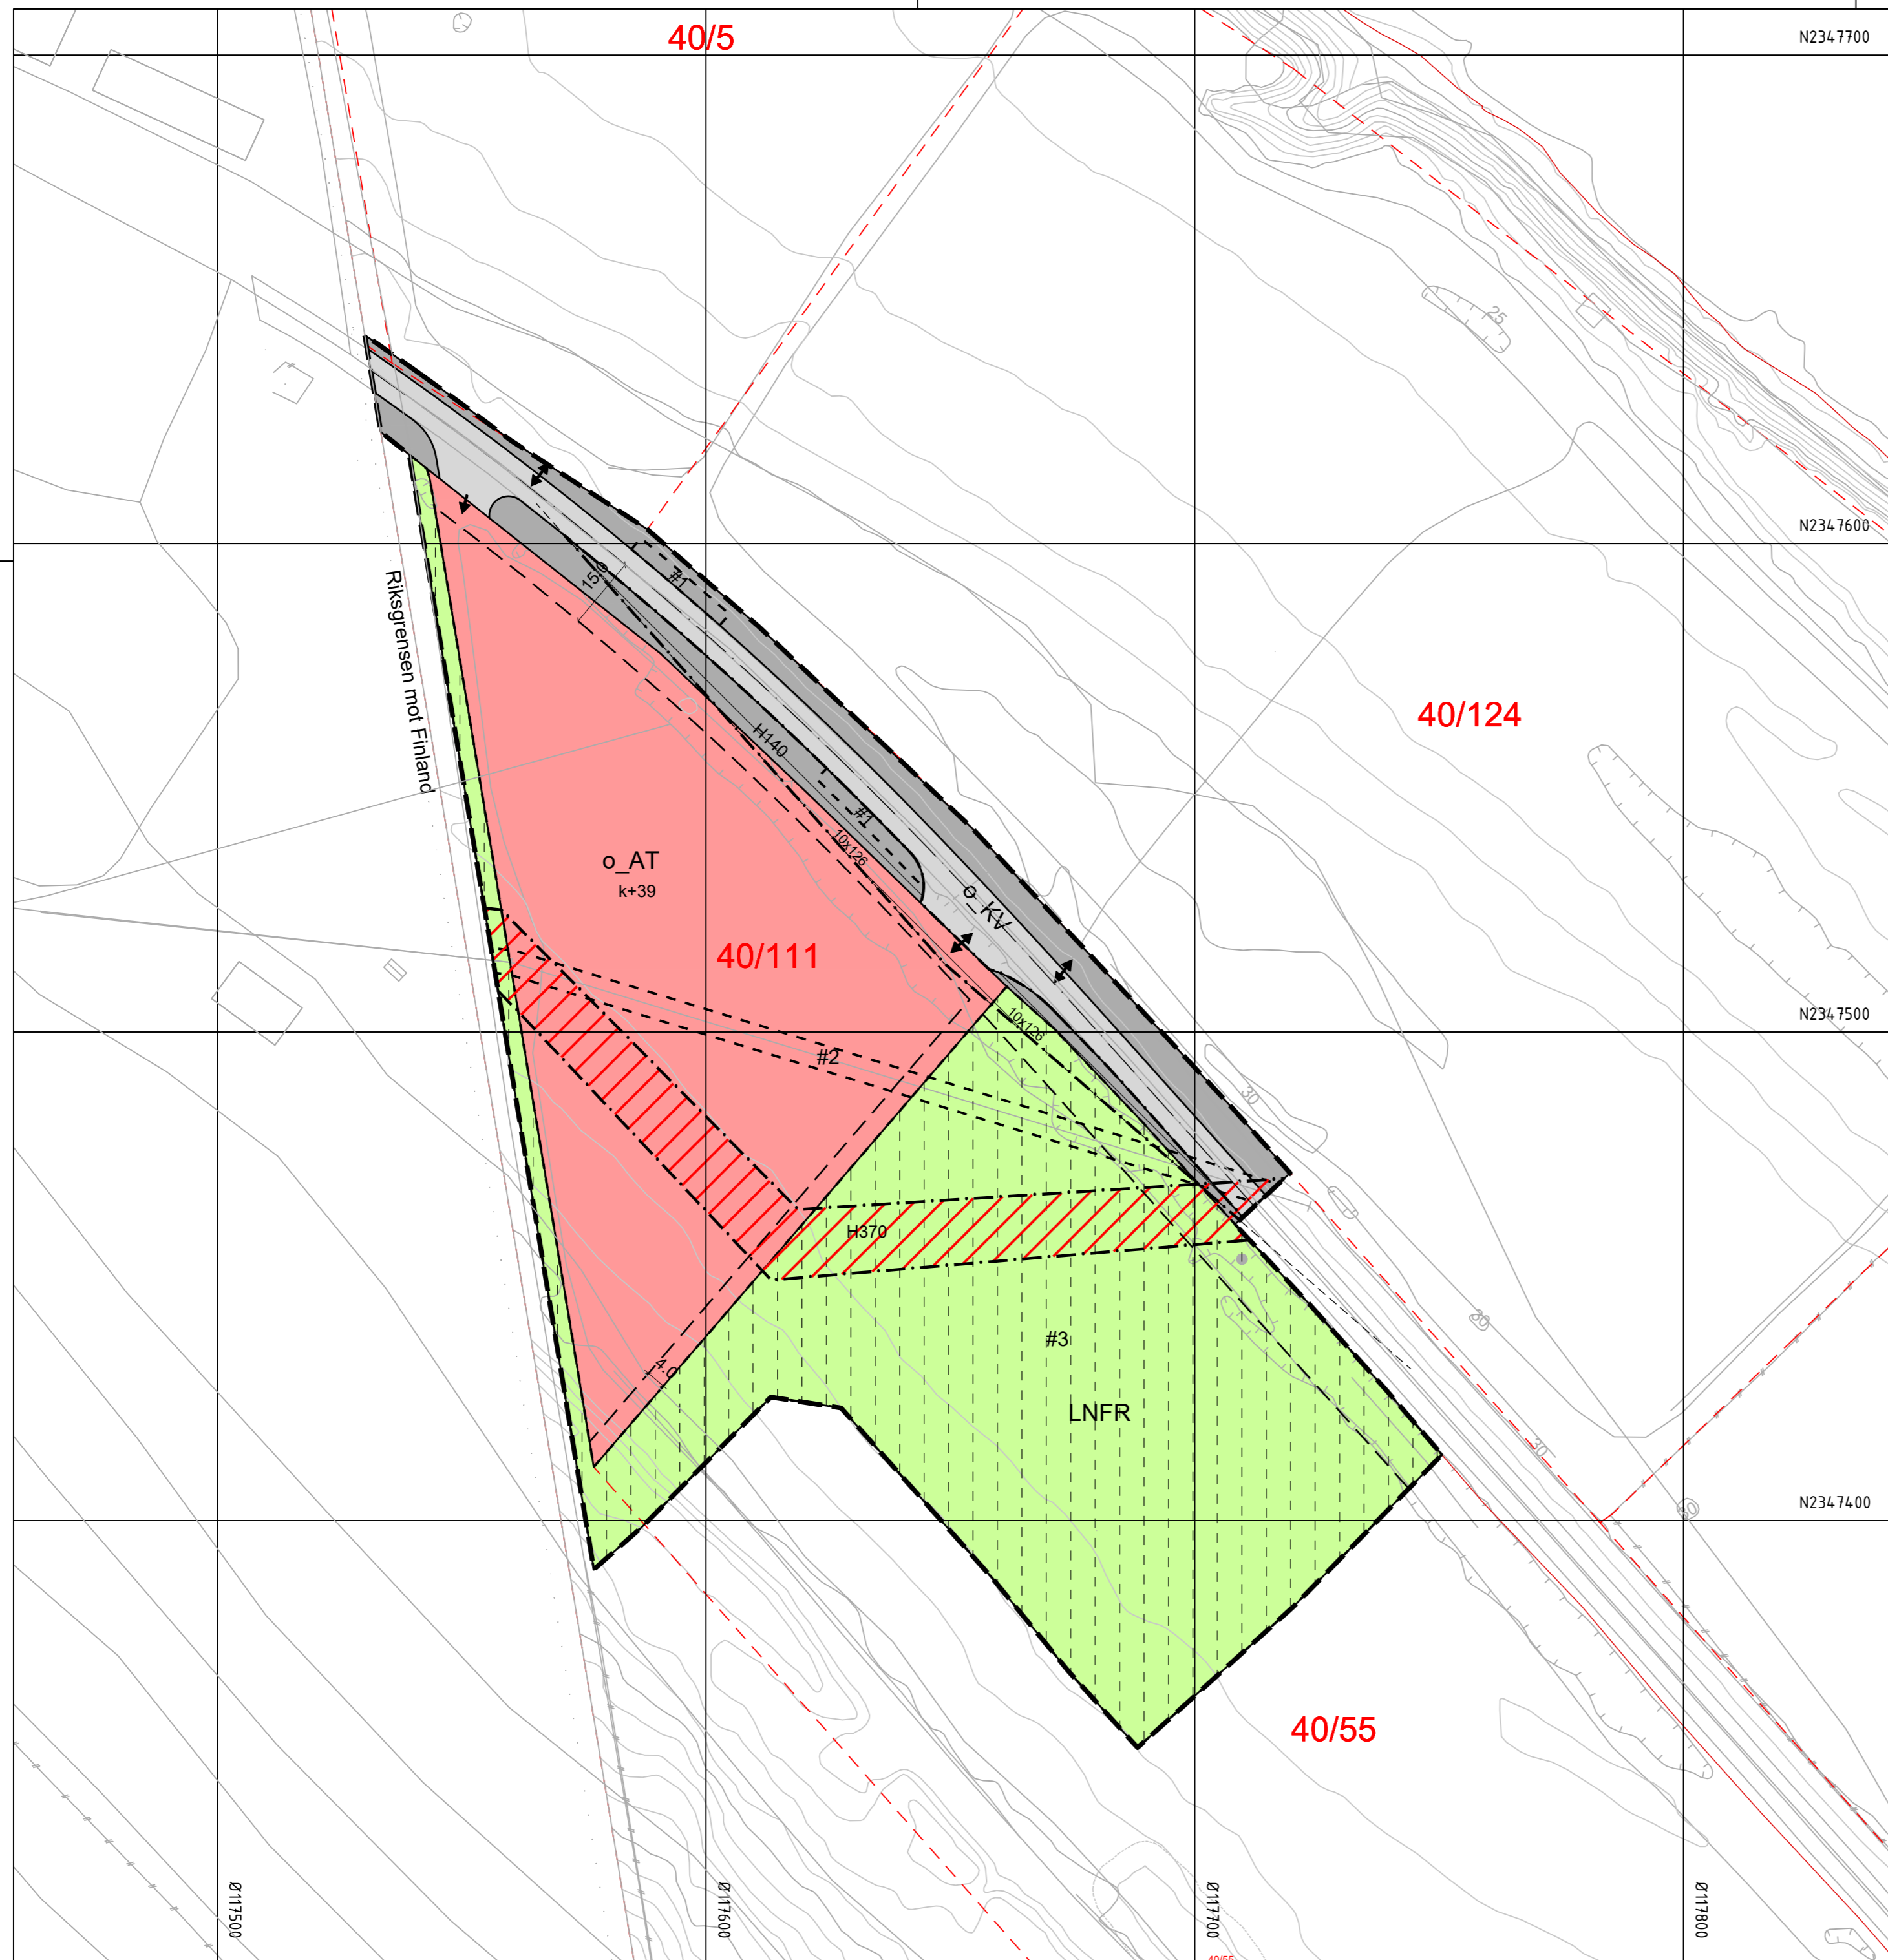 40/5
N2347700
25
N2347600
#1
15.0
Riksgrensen mot Finland
40/124
H140
#1
10x126
o_AT
k+39
o_KV
40/111
N2347500
10x126
#2
30
H370
30
#3
4.0
LNFR
30
N2347400
40/55
Ø117500
Ø117600
Ø117700
Ø117800
40/55